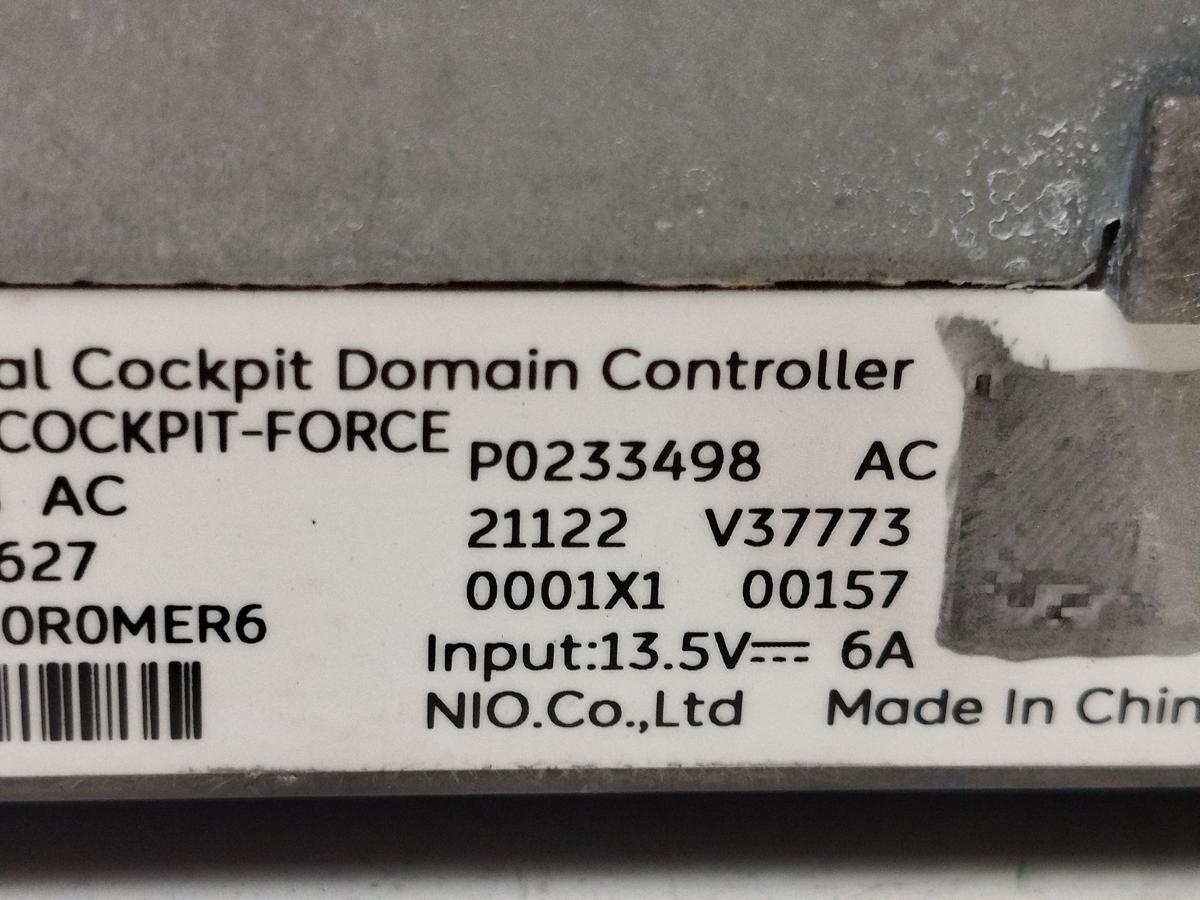 al Cockpit Domain Controller
COCKPIT-FORCE
P0233498 AC
AC
21122 V37773
627
0001X1 00157
0R0MER6
Input:13.5V⎓ 6A
NIO.Co.,Ltd Made In Chin